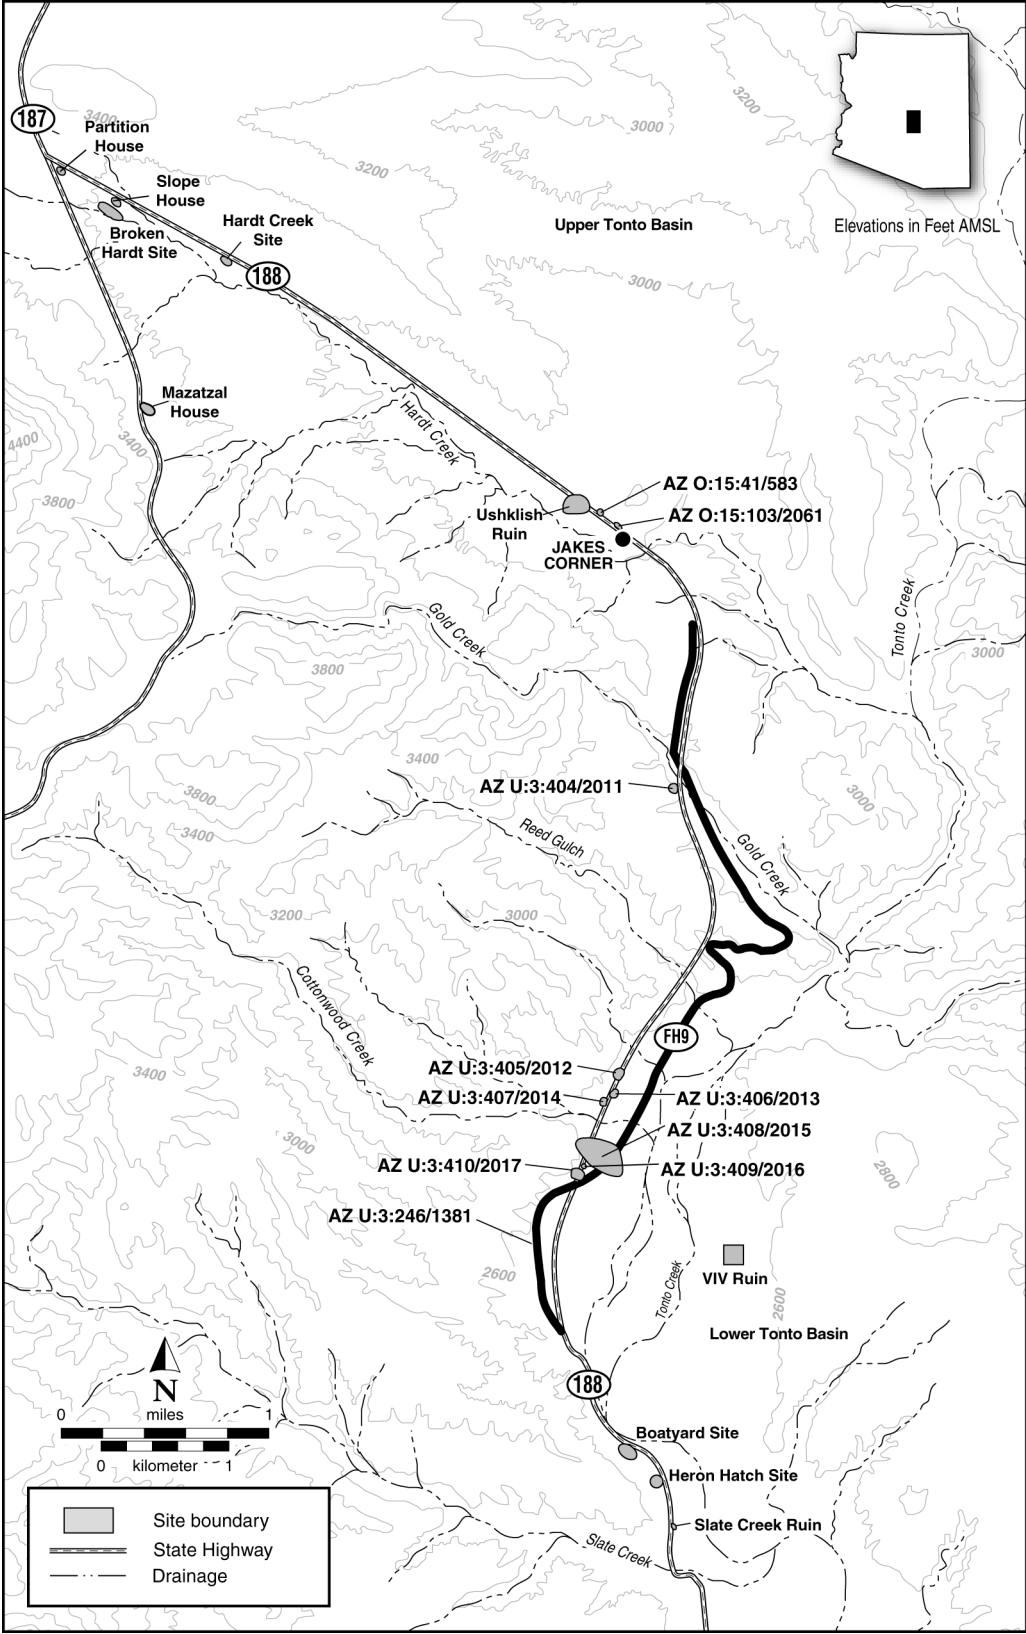 3400
187
Partition
House
3200
3000
3200
Slope
House
Hardt Creek
Site
Broken
Hardt Site
188
Upper Tonto Basin
Elevations in Feet AMSL
3000
Mazatzal
House
Hardt Creek
4400
3400
3800
AZ O:15:41/583
Ushklish
Ruin
AZ O:15:103/2061
JAKES
CORNER
Gold Creek
Tonto Creek
3000
3800
3400
AZ U:3:404/2011
3800
3400
3000
Reed Gulch
Gold Creek
3200
3000
Cottonwood Creek
FH9
3400
AZ U:3:405/2012
AZ U:3:407/2014
AZ U:3:406/2013
AZ U:3:408/2015
3000
AZ U:3:410/2017
AZ U:3:409/2016
2800
AZ U:3:246/1381
2600
VIV Ruin
Tonto Creek
2600
Lower Tonto Basin
N
188
0 miles 1
0 kilometer 1
Boatyard Site
Heron Hatch Site
Slate Creek Ruin
Slate Creek
Site boundary
State Highway
Drainage